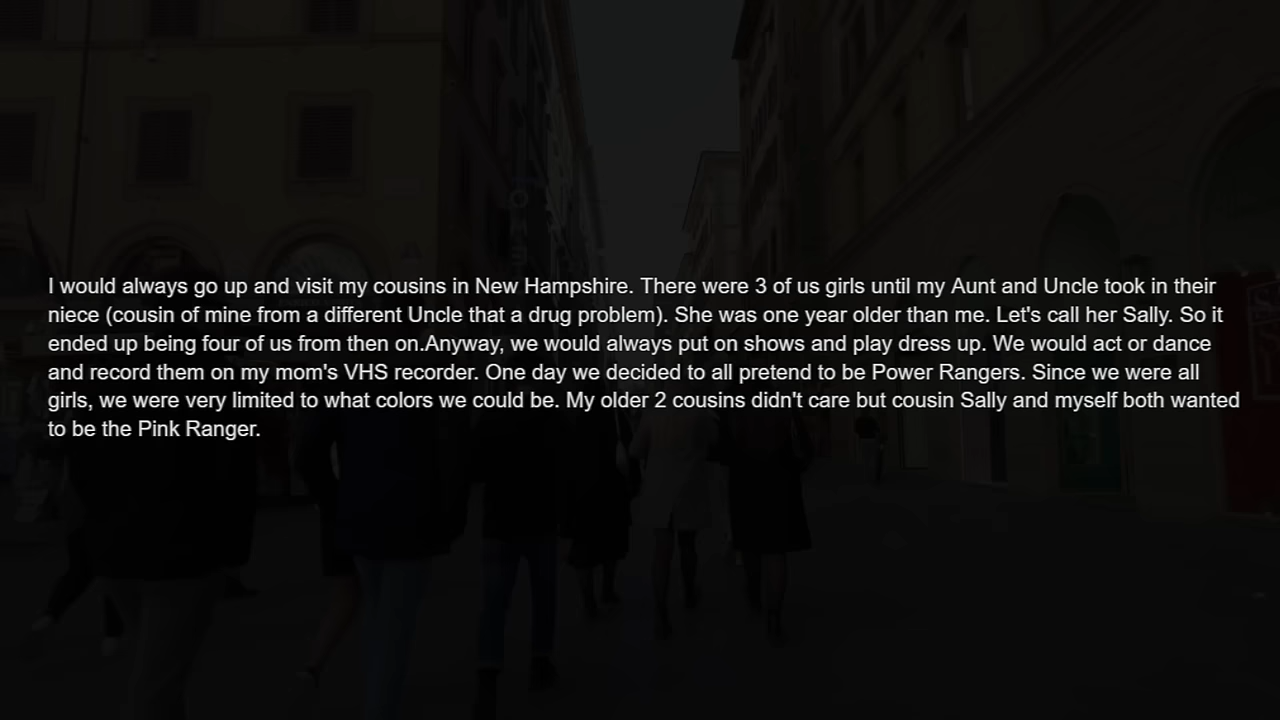 I would always go up and visit my cousins in New Hampshire. There were 3 of us girls until my Aunt and Uncle took in their
niece (cousin of mine from a different Uncle that a drug problem). She was one year older than me. Let's call her Sally. So it
ended up being four of us from then on.Anyway, we would always put on shows and play dress up. We would act or dance
and record them on my mom's VHS recorder. One day we decided to all pretend to be Power Rangers. Since we were all
girls, we were very limited to what colors we could be. My older 2 cousins didn't care but cousin Sally and myself both wanted
to be the Pink Ranger.